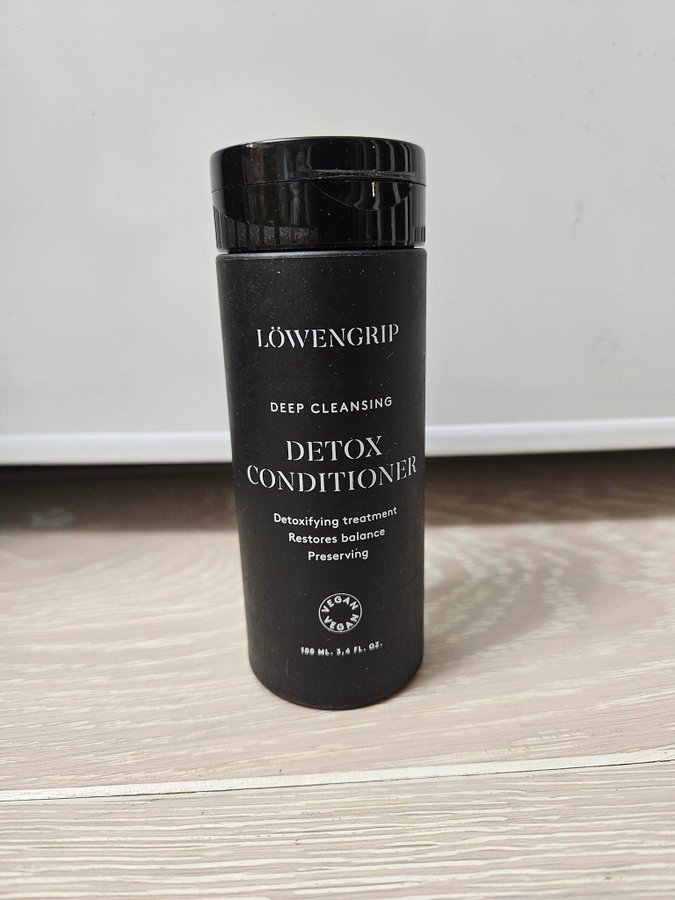 LÖWENGRIP
DEEP CLEANSING
DETOX
CONDITIONER
Detoxifying treatment
Restores balance
Preserving
VEGAN
VEGAN
100 ML. 3,4 FL. OZ.